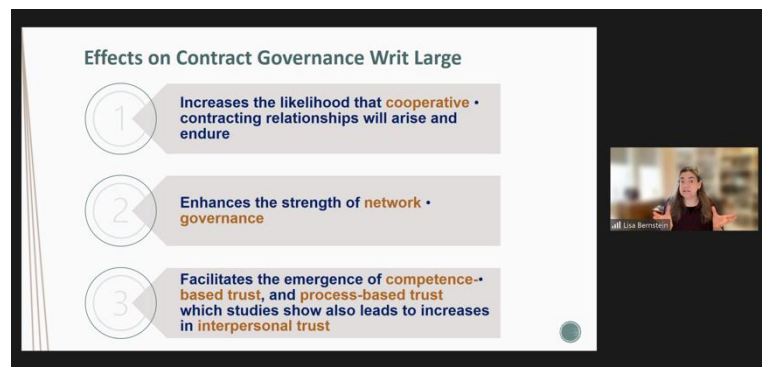 Effects on Contract Governance Writ Large
1
Increases the likelihood that cooperative •
contracting relationships will arise and
endure
2
Enhances the strength of network •
governance
3
Facilitates the emergence of competence-•
based trust, and process-based trust
which studies show also leads to increases
in interpersonal trust
Lisa Bernstein